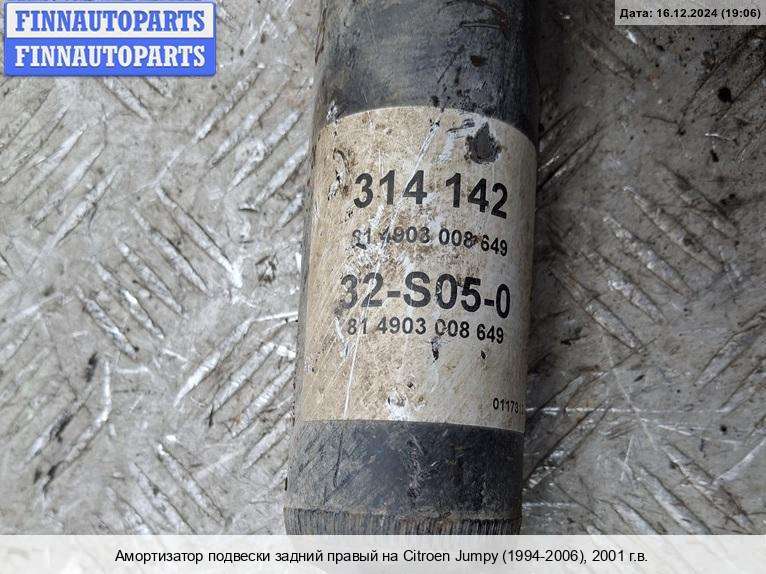 FINNAUTOPARTS
FINNAUTOPARTS
Дата: 16.12.2024 (19:06)
314 142
81 4903 008 649
32-S05-0
81 4903 008 649
01173
Амортизатор подвески задний правый на Citroen Jumpy (1994-2006), 2001 г.в.